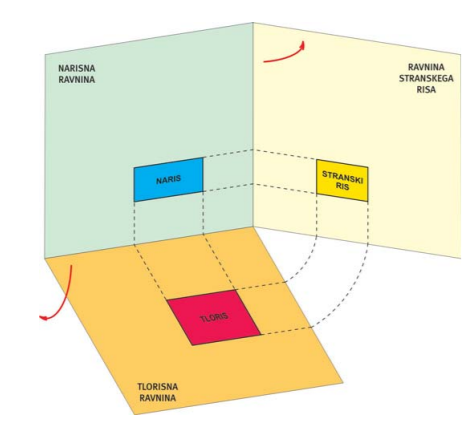 NARISNA
RAVNINA
RAVNINA
STRANSKEGA
RISA
NARIS
STRANSKI
RIS
TLORIS
TLORISNA
RAVNINA